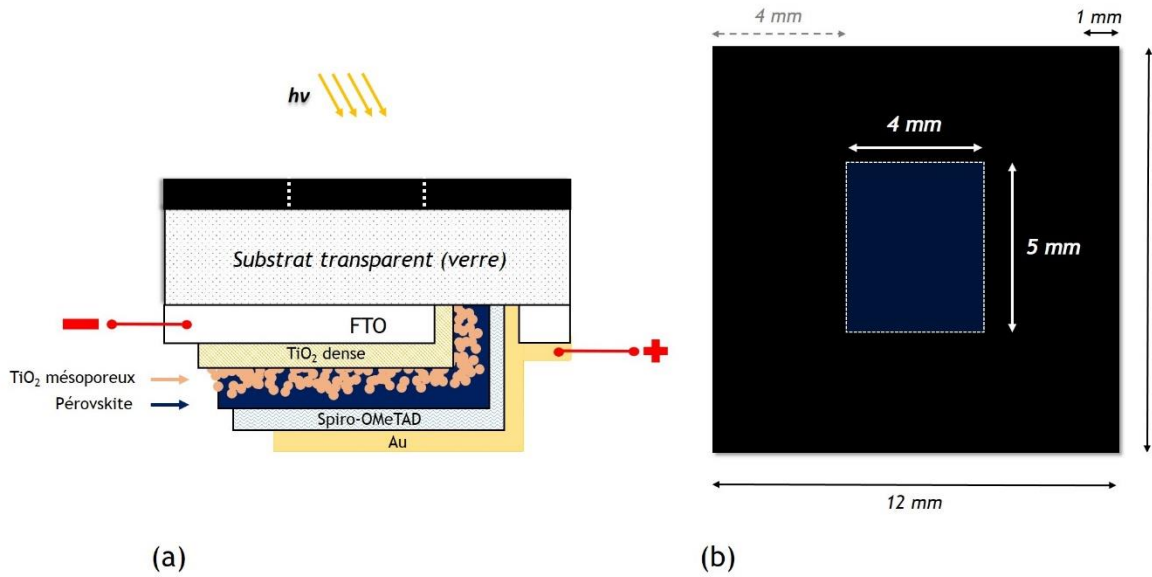 hν
Substrat transparent (verre)
FTO
TiO₂ dense
TiO₂ mésoporeux
Pérovskite
Spiro-OMeTAD
Au
(a)
4 mm
1 mm
4 mm
5 mm
12 mm
(b)